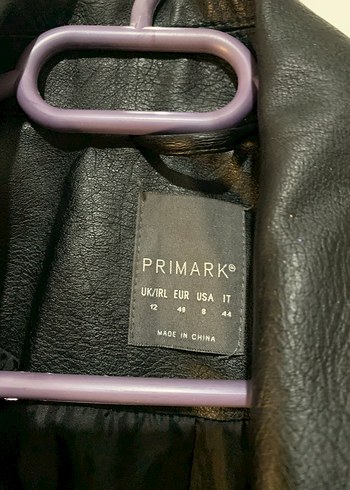 PRIMARK®
UK/IRL EUR USA IT
12 40 8 44
MADE IN CHINA